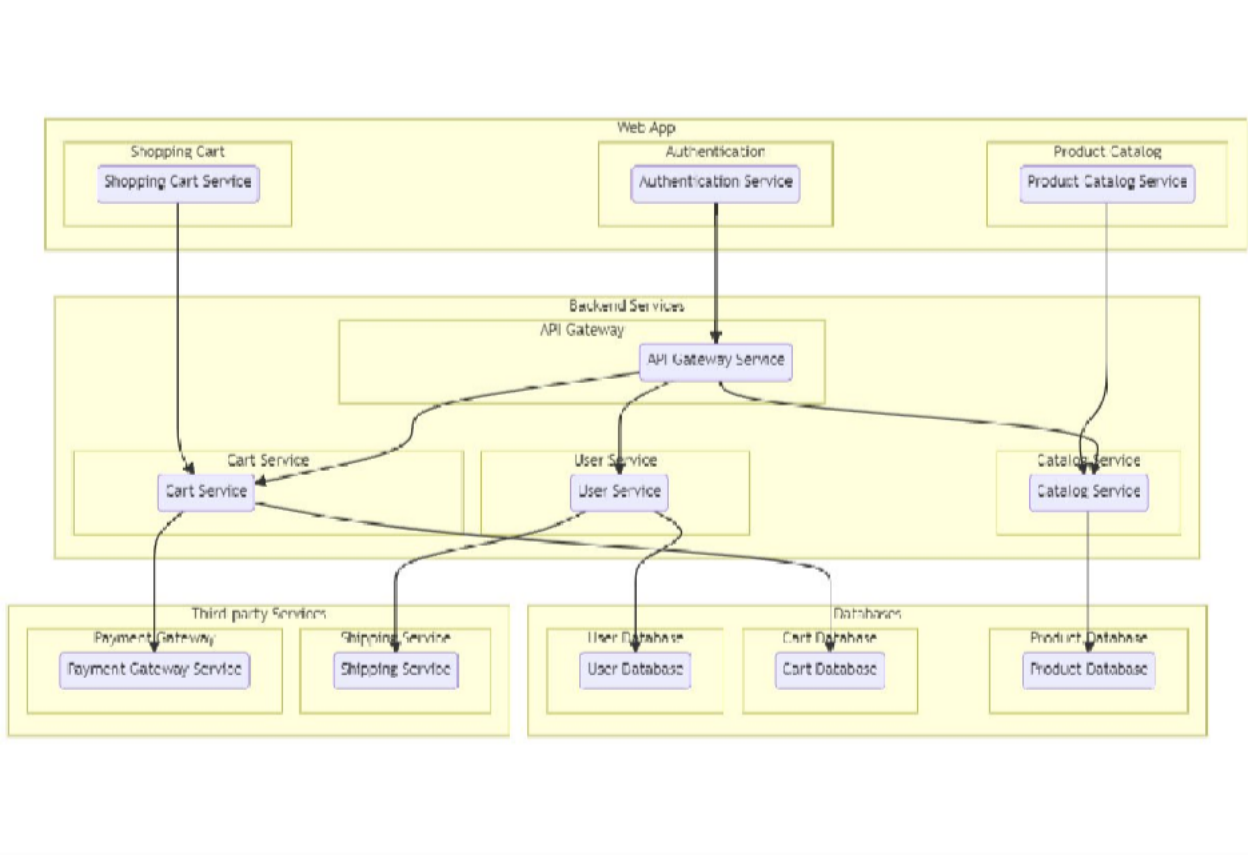 Web App
Shopping Cart
Shopping Cart Service
Authentication
Authentication Service
Product Catalog
Product Catalog Service
Backend Services
API Gateway
API Gateway Service
Cart Service
Cart Service
User Service
User Service
Catalog Service
Catalog Service
Third-party Services
Payment Gateway
Payment Gateway Service
Shipping Service
Shipping Service
Databases
User Database
User Database
Cart Database
Cart Database
Product Database
Product Database